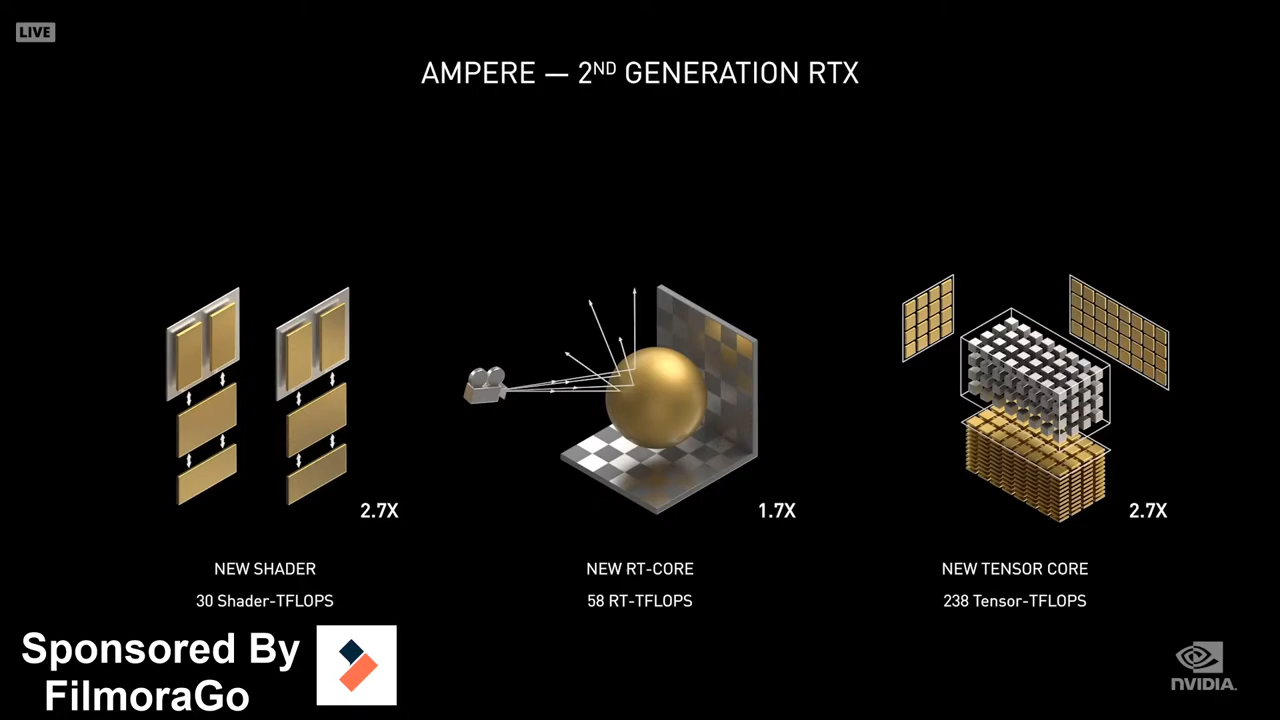 LIVE
AMPERE — 2ND GENERATION RTX
2.7X
1.7X
2.7X
NEW SHADER
NEW RT-CORE
NEW TENSOR CORE
30 Shader-TFLOPS
58 RT-TFLOPS
238 Tensor-TFLOPS
Sponsored By
FilmoraGo
NVIDIA.